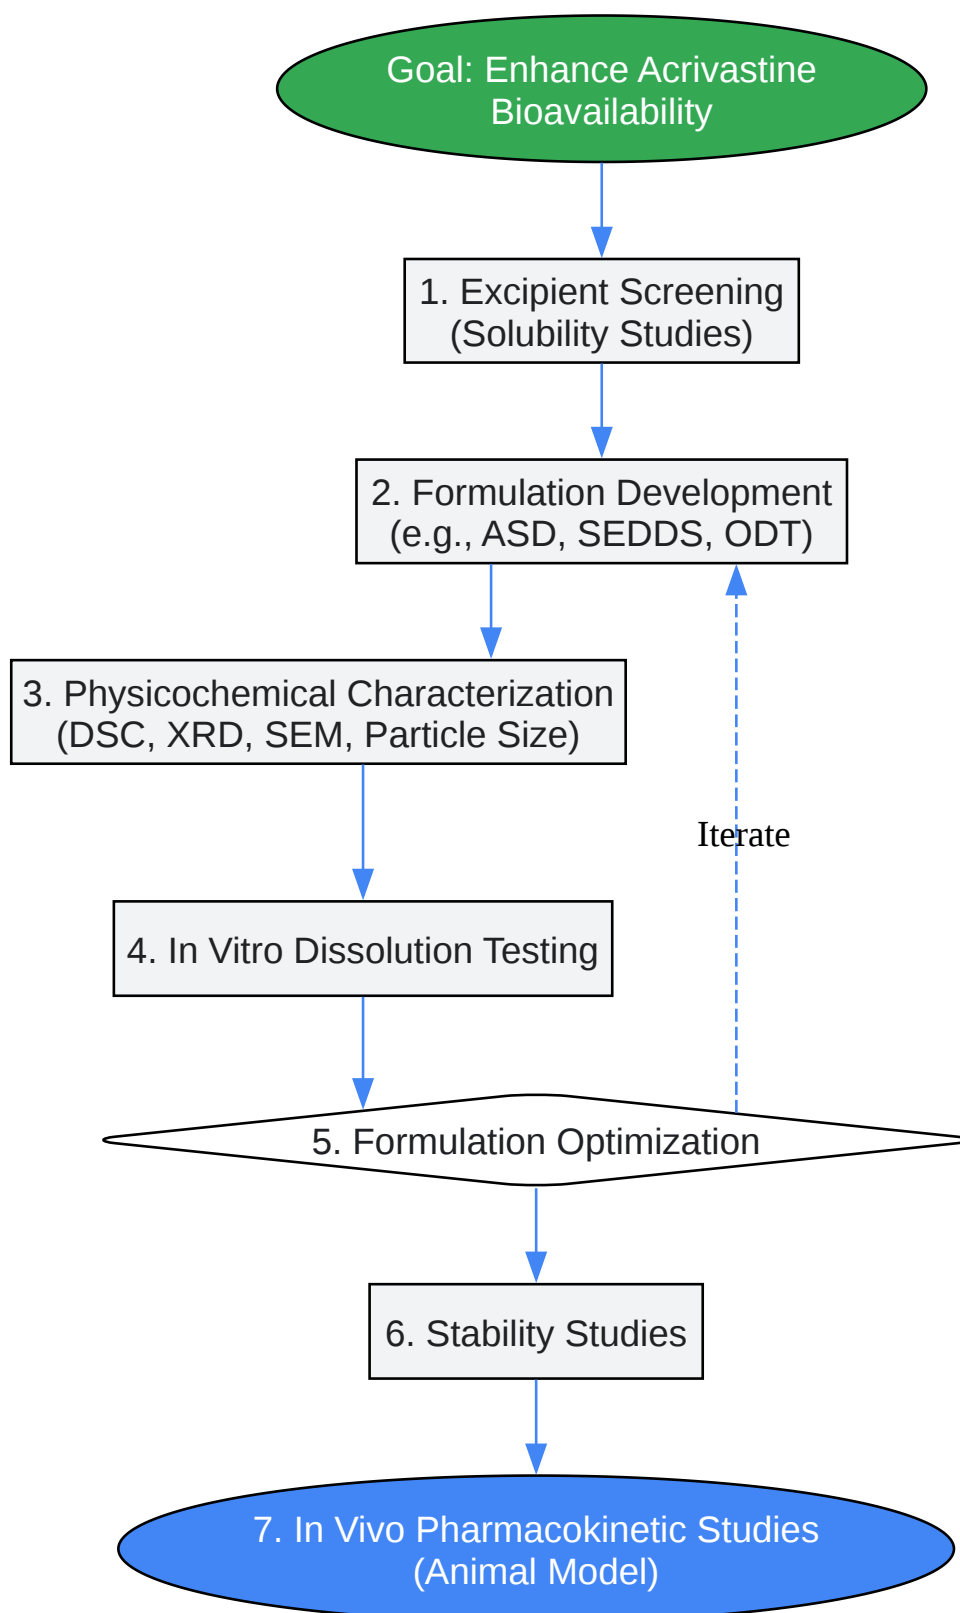 Goal: Enhance Acrivastine
Bioavailability
1. Excipient Screening
(Solubility Studies)
2. Formulation Development
(e.g., ASD, SEDDS, ODT)
3. Physicochemical Characterization
(DSC, XRD, SEM, Particle Size)
Iterate
4. In Vitro Dissolution Testing
5. Formulation Optimization
6. Stability Studies
7. In Vivo Pharmacokinetic Studies
(Animal Model)